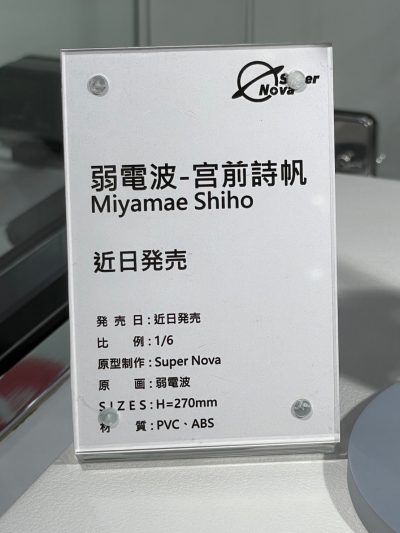 Super
Nova
弱電波-宮前詩帆
Miyamae Shiho
近日発売
発 売 日:近日発売
比 例:1/6
原型制作:Super Nova
原 画:弱電波
S I Z E S:H=270mm
材 質:PVC、ABS